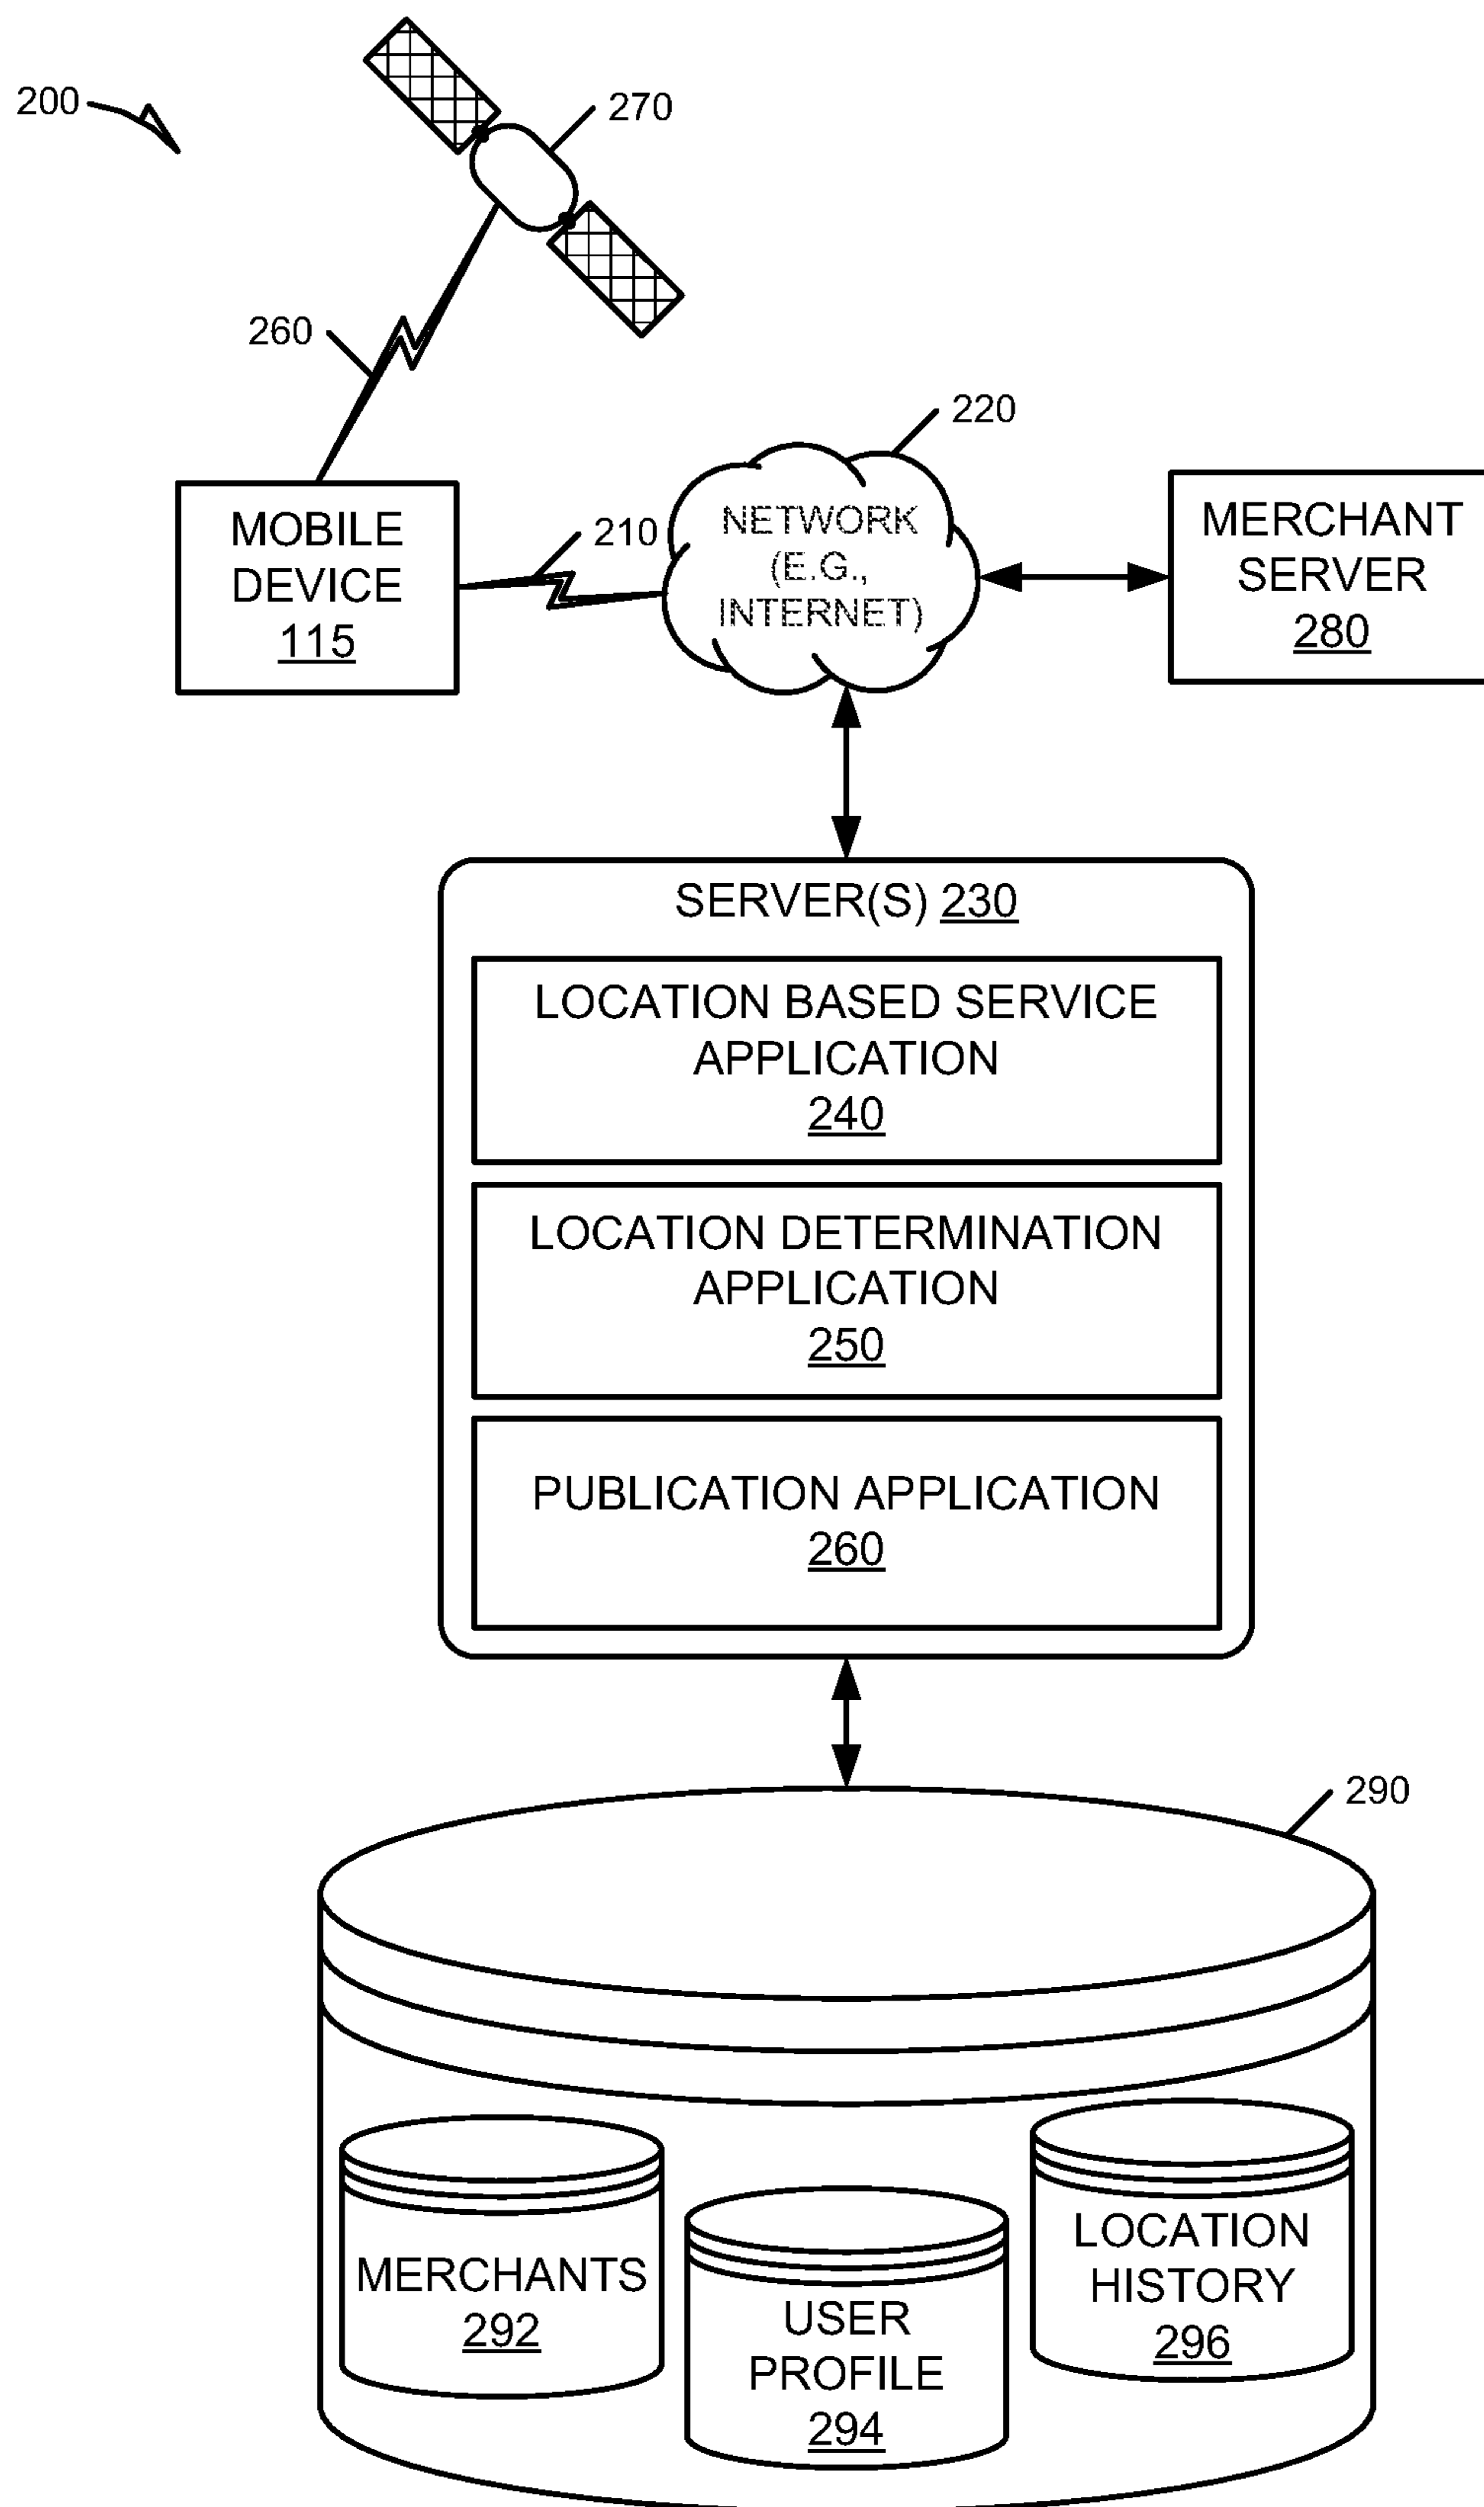 200
270
260
220
210
MOBILE
DEVICE
115
NETWORK
(E.G.,
INTERNET)
MERCHANT
SERVER
280
SERVER(S) 230
LOCATION BASED SERVICE
APPLICATION
240
LOCATION DETERMINATION
APPLICATION
250
PUBLICATION APPLICATION
260
290
MERCHANTS
292
USER
PROFILE
294
LOCATION
HISTORY
296